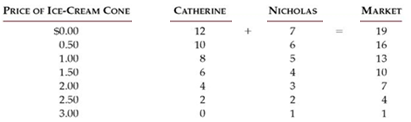 PRICE OF ICE-CREAM CONE CATHERINE NICHOLAS MARKET
$0.00 12 + 7 = 19
0.50 10 6 16
1.00 8 5 13
1.50 6 4 10
2.00 4 3 7
2.50 2 2 4
3.00 0 1 1